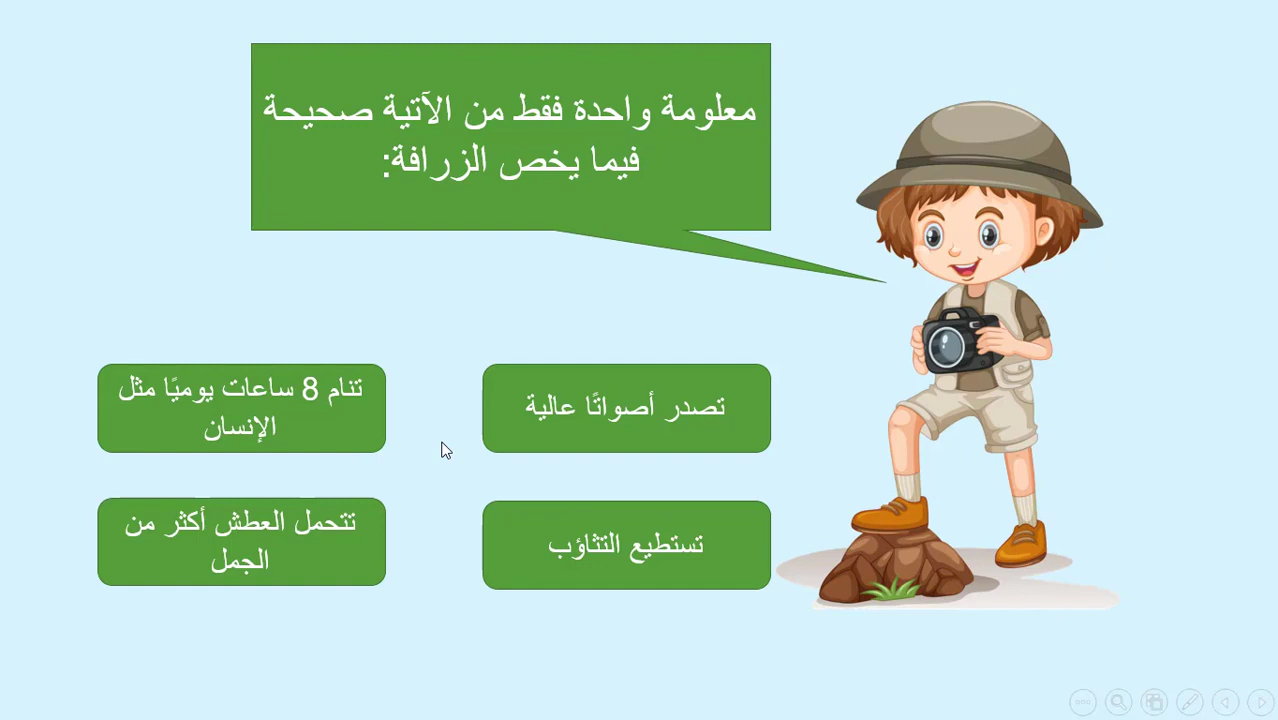 معلومة واحدة فقط من الآتية صحيحة
فيما يخص الزرافة:
تصدر أصواتًا عالية
تنام 8 ساعات يوميًا مثل
الإنسان
تستطيع التثاؤب
تتحمل العطش أكثر من
الجمل